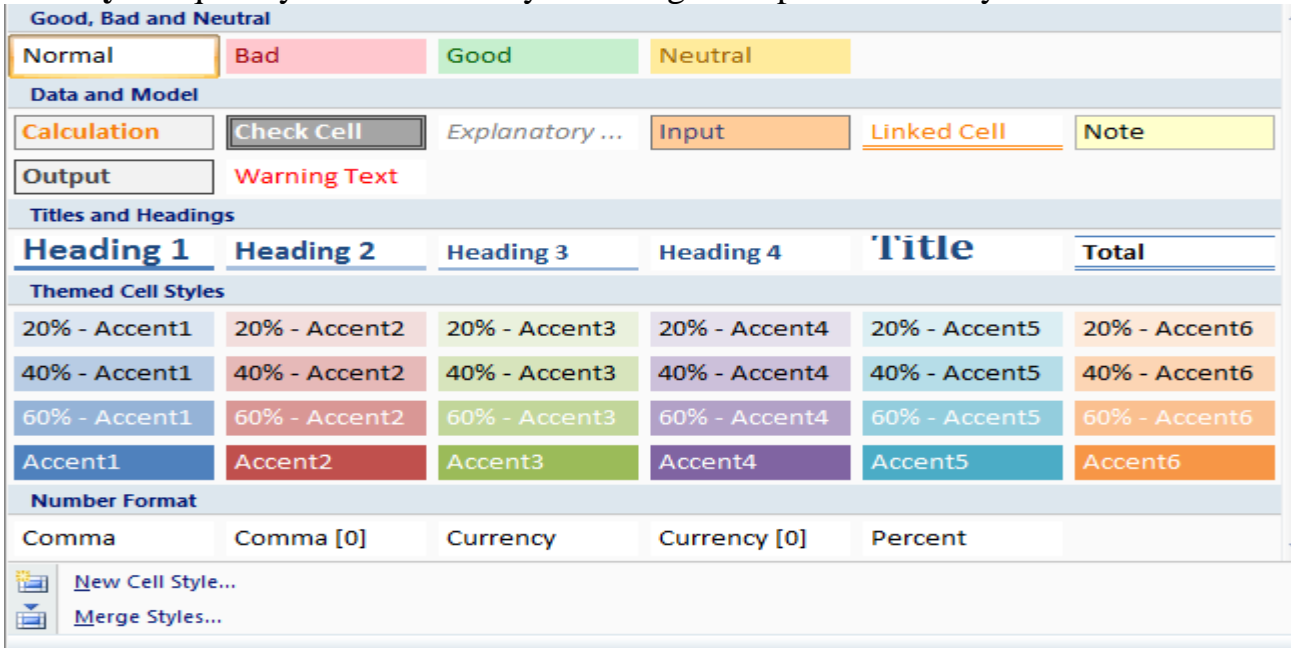 Good, Bad and Neutral
Normal Bad Good Neutral
Data and Model
Calculation Check Cell Explanatory ... Input Linked Cell Note
Output Warning Text
Titles and Headings
Heading 1 Heading 2 Heading 3 Heading 4 Title Total
Themed Cell Styles
20% - Accent1 20% - Accent2 20% - Accent3 20% - Accent4 20% - Accent5 20% - Accent6
40% - Accent1 40% - Accent2 40% - Accent3 40% - Accent4 40% - Accent5 40% - Accent6
60% - Accent1 60% - Accent2 60% - Accent3 60% - Accent4 60% - Accent5 60% - Accent6
Accent1 Accent2 Accent3 Accent4 Accent5 Accent6
Number Format
Comma Comma [0] Currency Currency [0] Percent
New Cell Style...
Merge Styles...